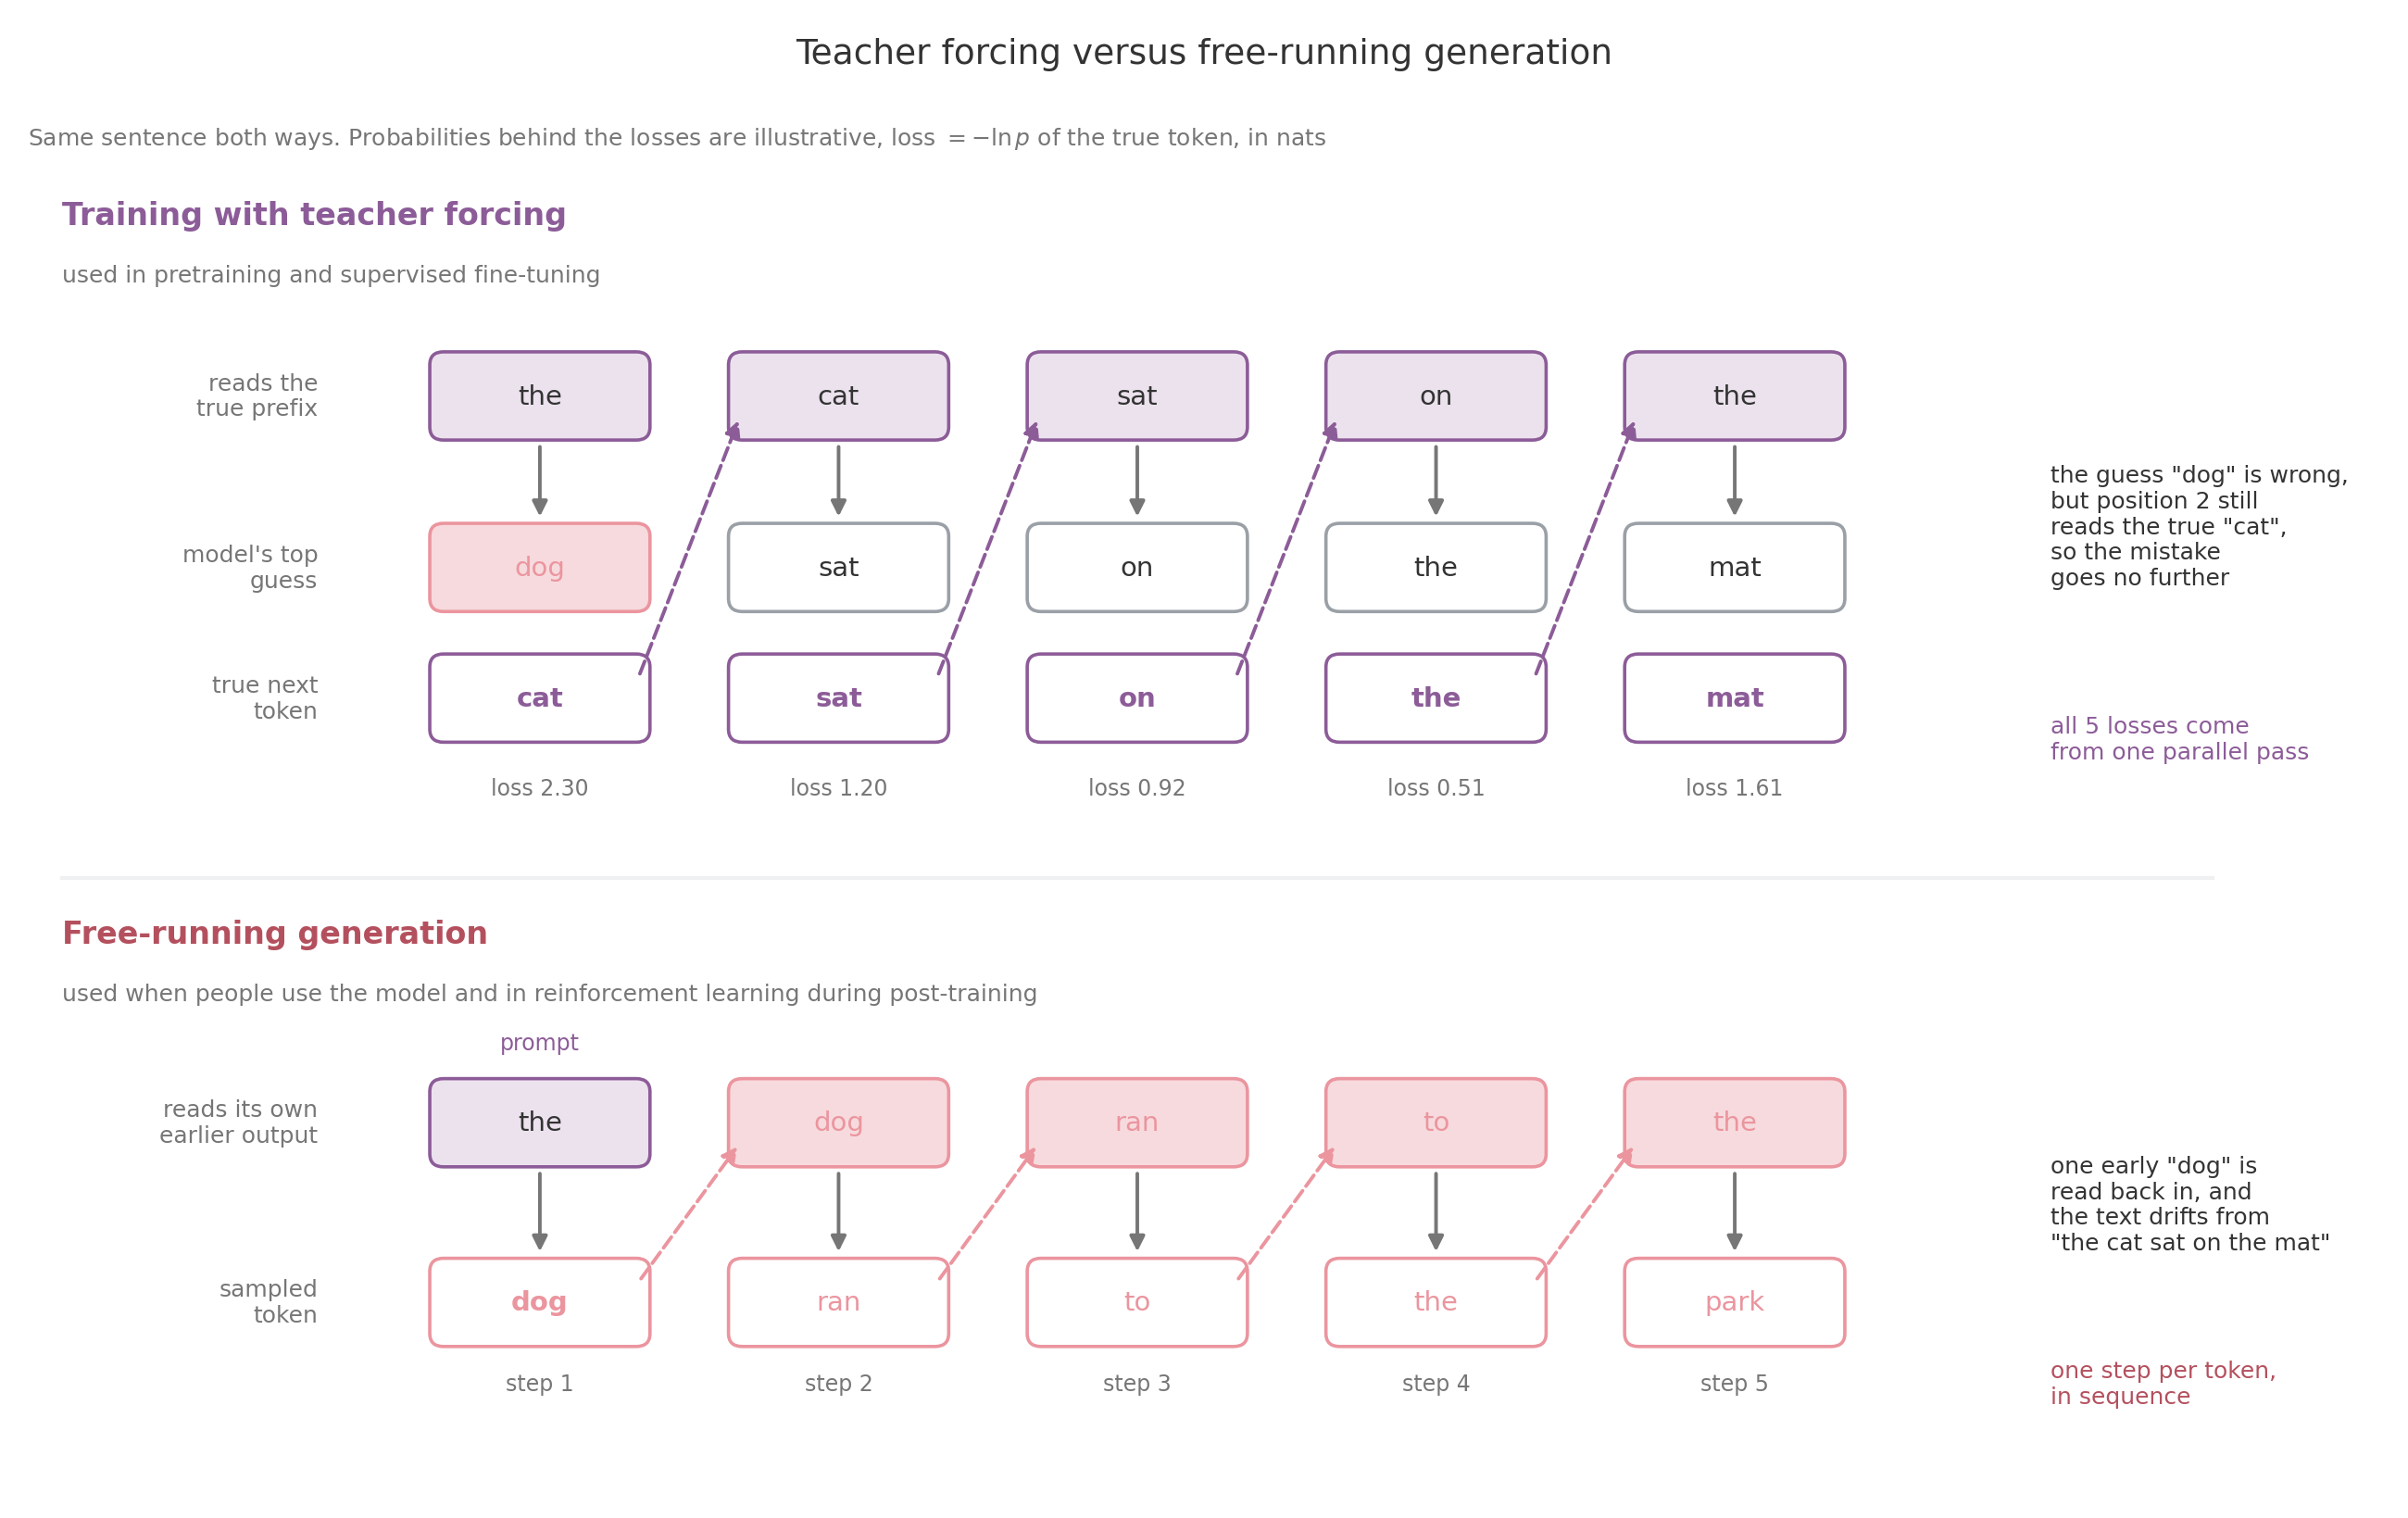 Teacher forcing versus free-running generation
Same sentence both ways. Probabilities behind the losses are illustrative, loss = −ln p of the true token, in nats
Training with teacher forcing
used in pretraining and supervised fine-tuning
reads the
true prefix
the
cat
sat
on
the
model's top
guess
dog
sat
on
the
mat
the guess "dog" is wrong,
but position 2 still
reads the true "cat",
so the mistake
goes no further
true next
token
cat
sat
on
the
mat
all 5 losses come
from one parallel pass
loss 2.30
loss 1.20
loss 0.92
loss 0.51
loss 1.61
Free-running generation
used when people use the model and in reinforcement learning during post-training
prompt
reads its own
earlier output
the
dog
ran
to
the
one early "dog" is
read back in, and
the text drifts from
"the cat sat on the mat"
sampled
token
dog
ran
to
the
park
one step per token,
in sequence
step 1
step 2
step 3
step 4
step 5